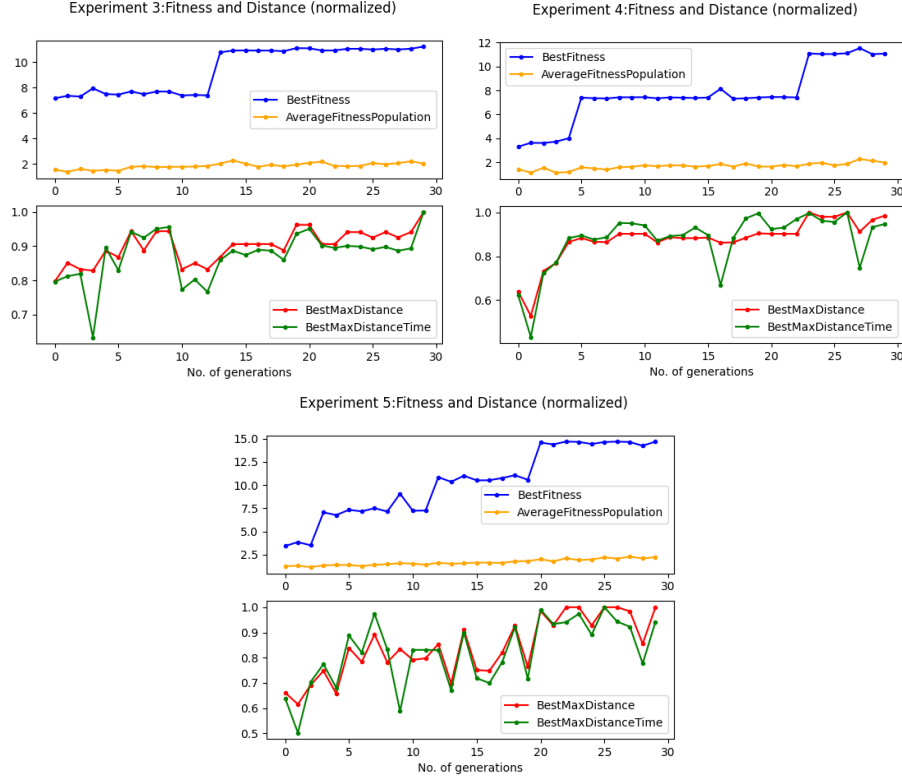 Experiment 3:Fitness and Distance (normalized)
10
8
6
4
2
BestFitness
AverageFitnessPopulation
0 5 10 15 20 25 30
1.0
0.9
0.8
0.7
BestMaxDistance
BestMaxDistanceTime
0 5 10 15 20 25 30
No. of generations
Experiment 4:Fitness and Distance (normalized)
12
10
8
6
4
2
BestFitness
AverageFitnessPopulation
0 5 10 15 20 25 30
1.0
0.8
0.6
BestMaxDistance
BestMaxDistanceTime
0 5 10 15 20 25 30
No. of generations
Experiment 5:Fitness and Distance (normalized)
15.0
12.5
10.0
7.5
5.0
2.5
BestFitness
AverageFitnessPopulation
0 5 10 15 20 25 30
1.0
0.9
0.8
0.7
0.6
0.5
BestMaxDistance
BestMaxDistanceTime
0 5 10 15 20 25 30
No. of generations